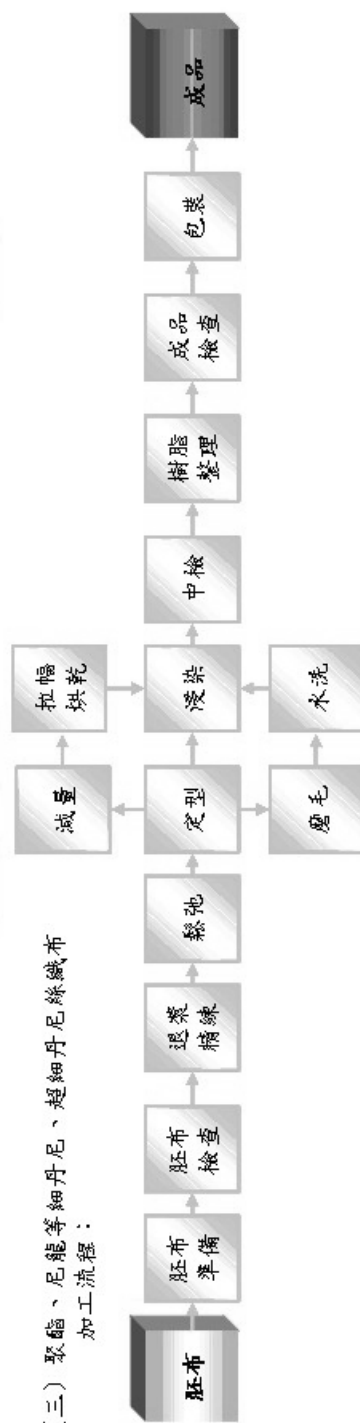 (三) 聚酯、尼龍等細丹尼、超細丹尼絲織布
加工流程：
胚布
胚布
準備
胚布
檢查
退漿
精練
鬆弛
定型
減量
拉幅
烘乾
磨毛
水洗
浸染
中檢
樹脂
整理
成品
檢查
包裝
成品